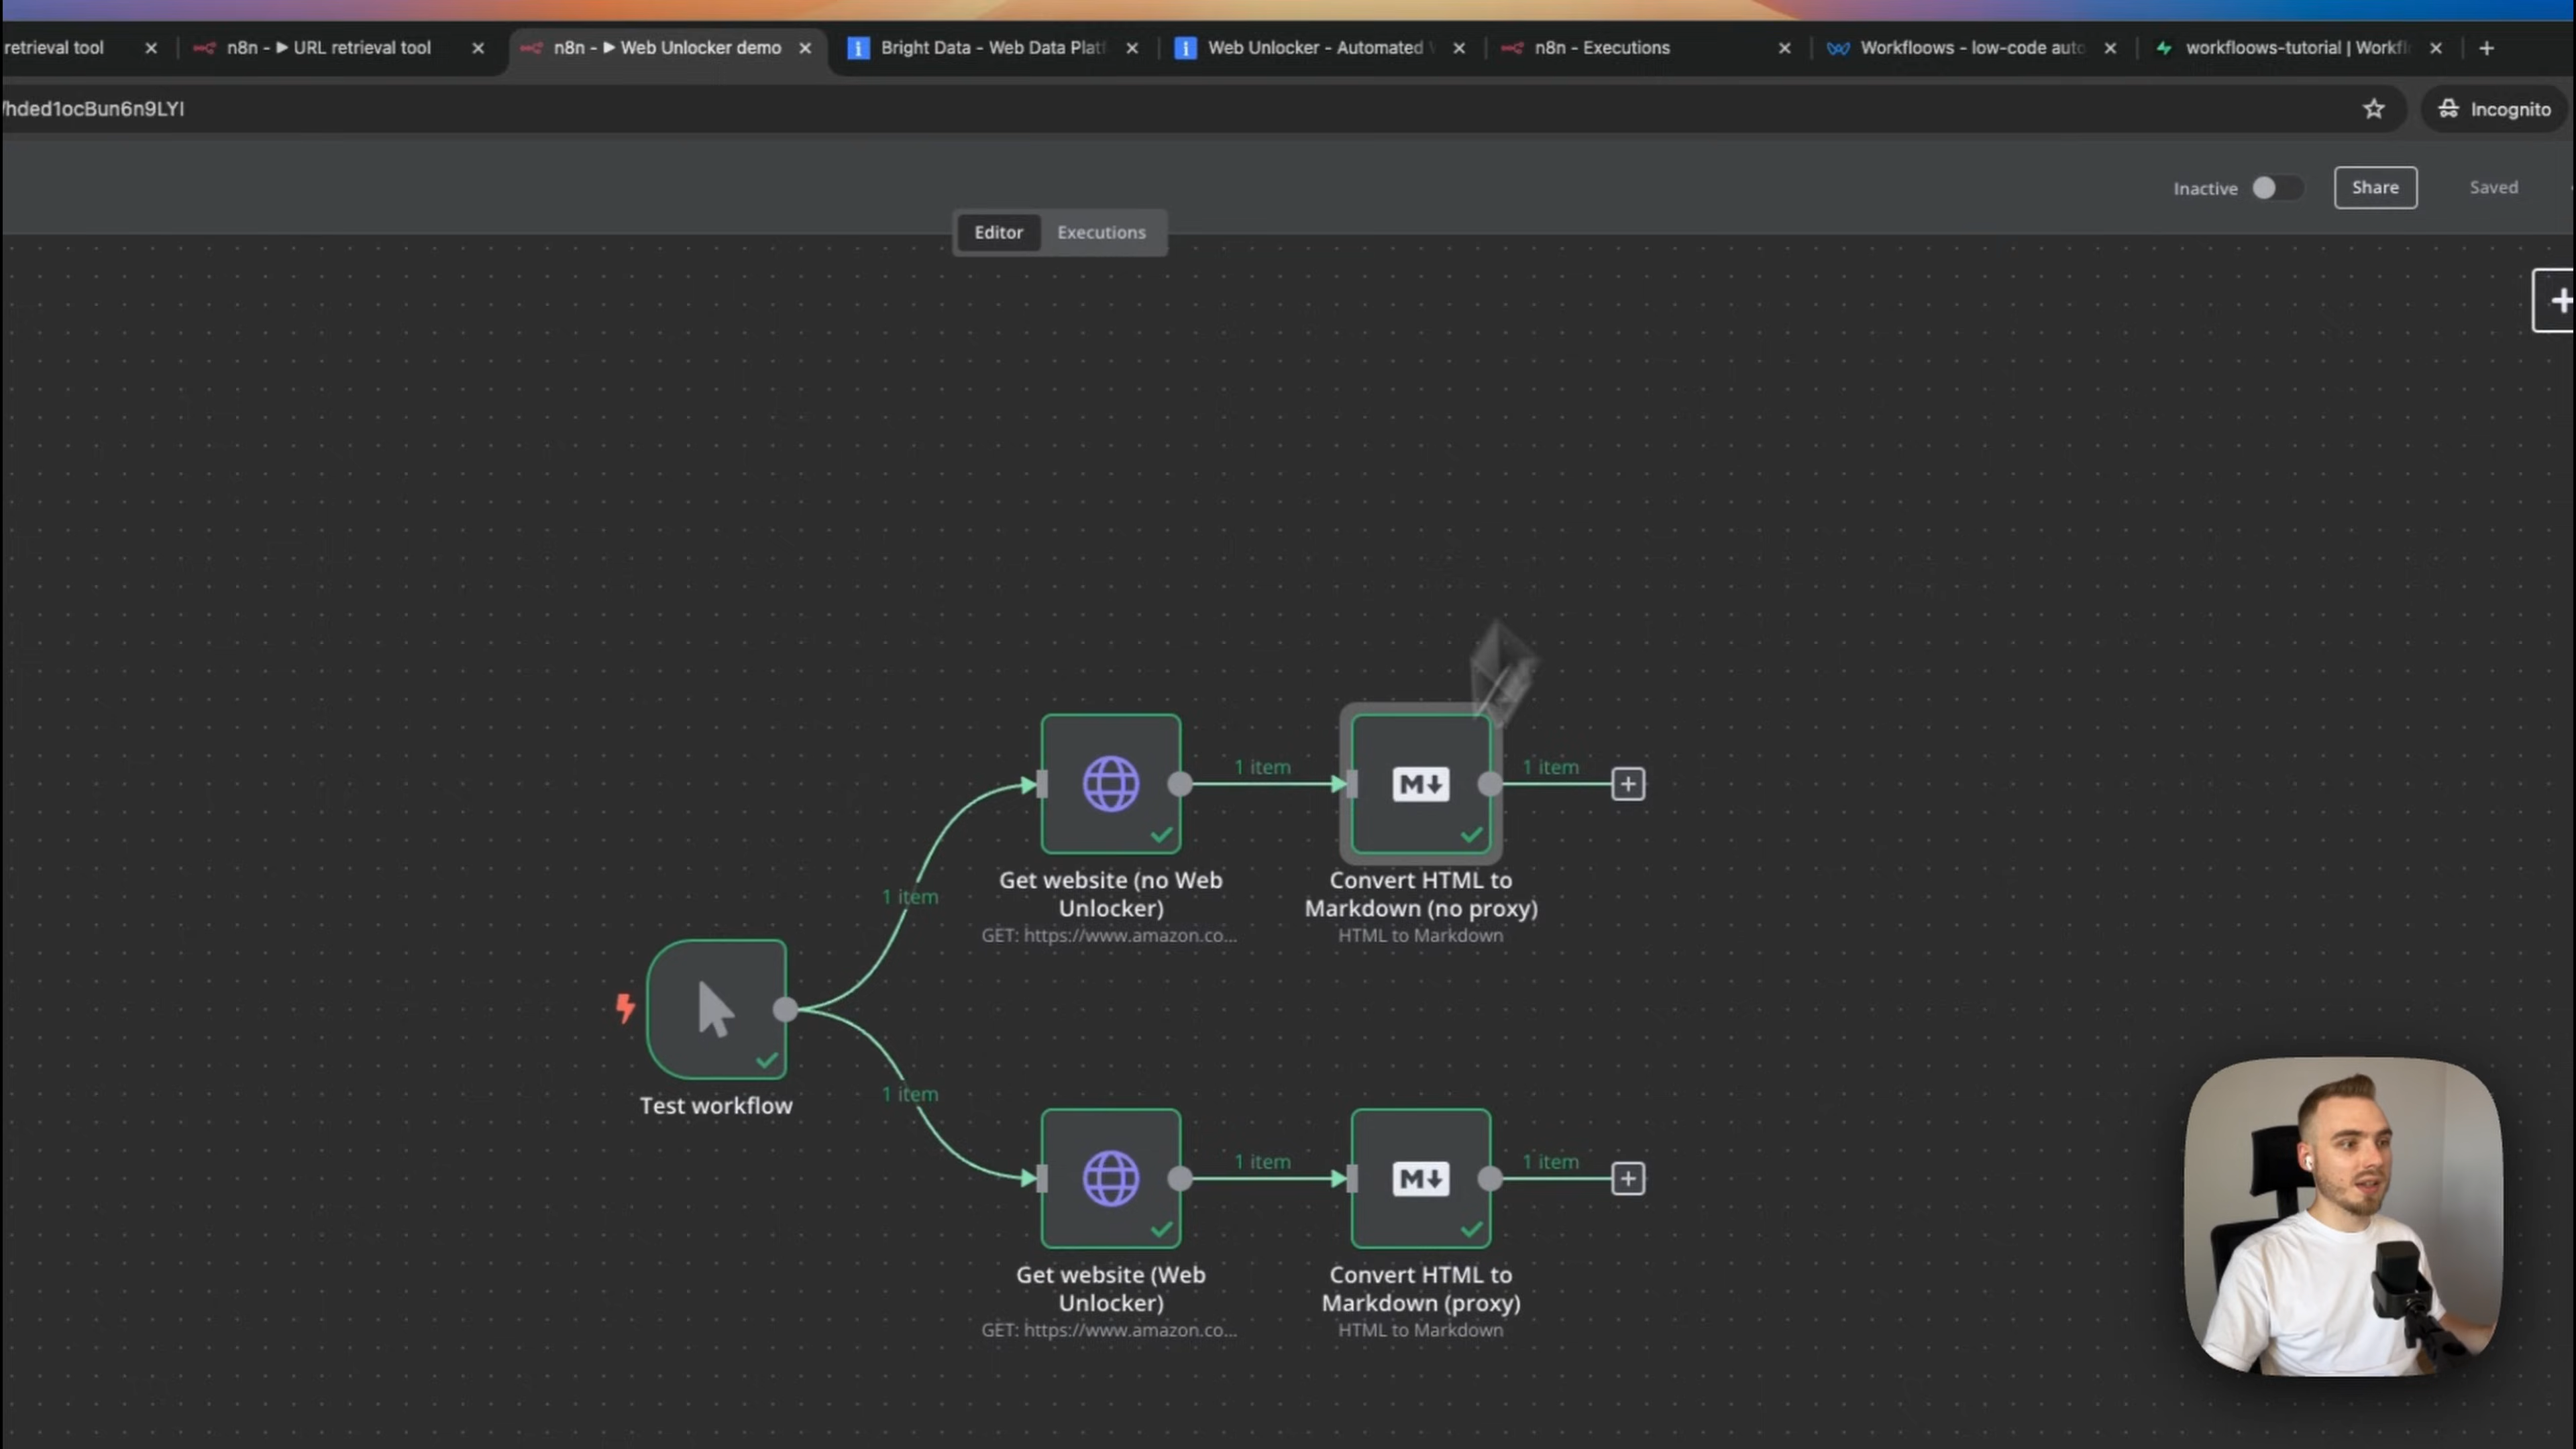 retrieval tool
n8n - ▶ URL retrieval tool
n8n - ▶ Web Unlocker demo
Bright Data - Web Data Platf
Web Unlocker - Automated
n8n - Executions
Workfloows - low-code auto
workfloows-tutorial | Workfl
/hded1ocBun6n9LYI
Incognito
Inactive
Share
Saved
Editor
Executions
1 item
1 item
M
Get website (no Web
Unlocker)
GET: https://www.amazon.co...
Convert HTML to
Markdown (no proxy)
HTML to Markdown
1 item
Test workflow
1 item
1 item
1 item
M
Get website (Web
Unlocker)
GET: https://www.amazon.co...
Convert HTML to
Markdown (proxy)
HTML to Markdown